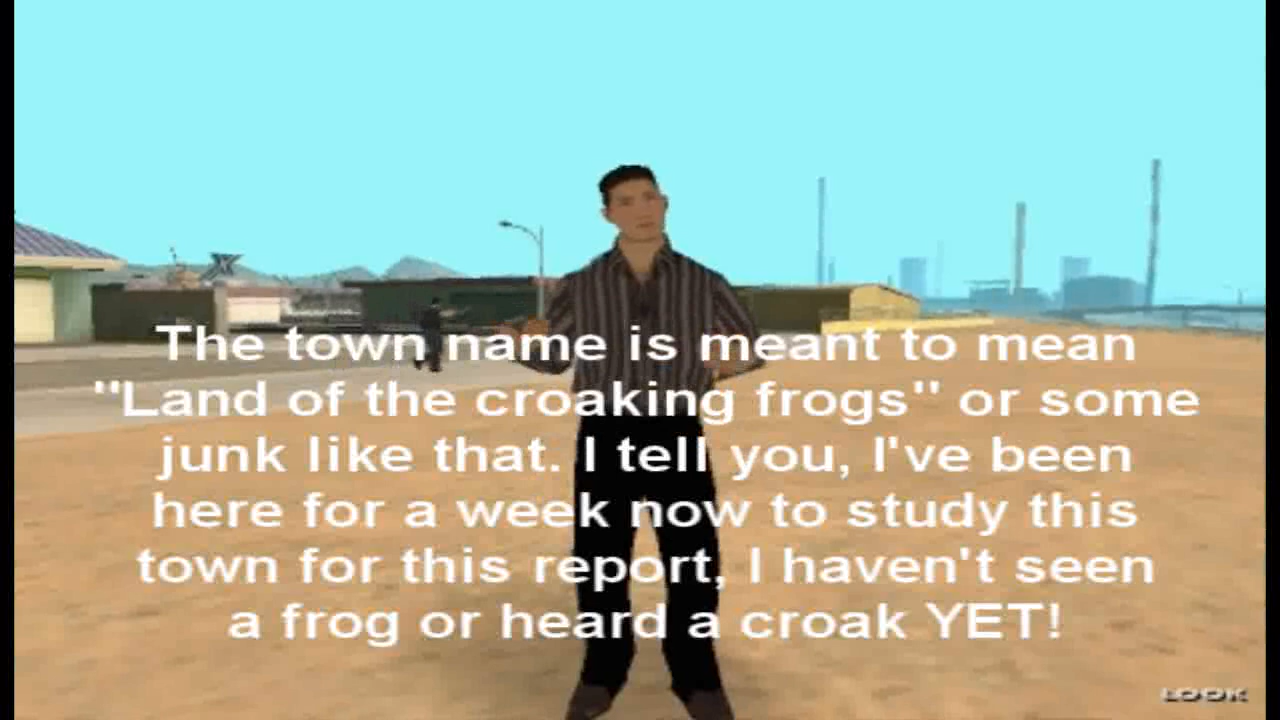 The town name is meant to mean
"Land of the croaking frogs" or some
junk like that. I tell you, I've been
here for a week now to study this
town for this report, I haven't seen
a frog or heard a croak YET!
LOOK